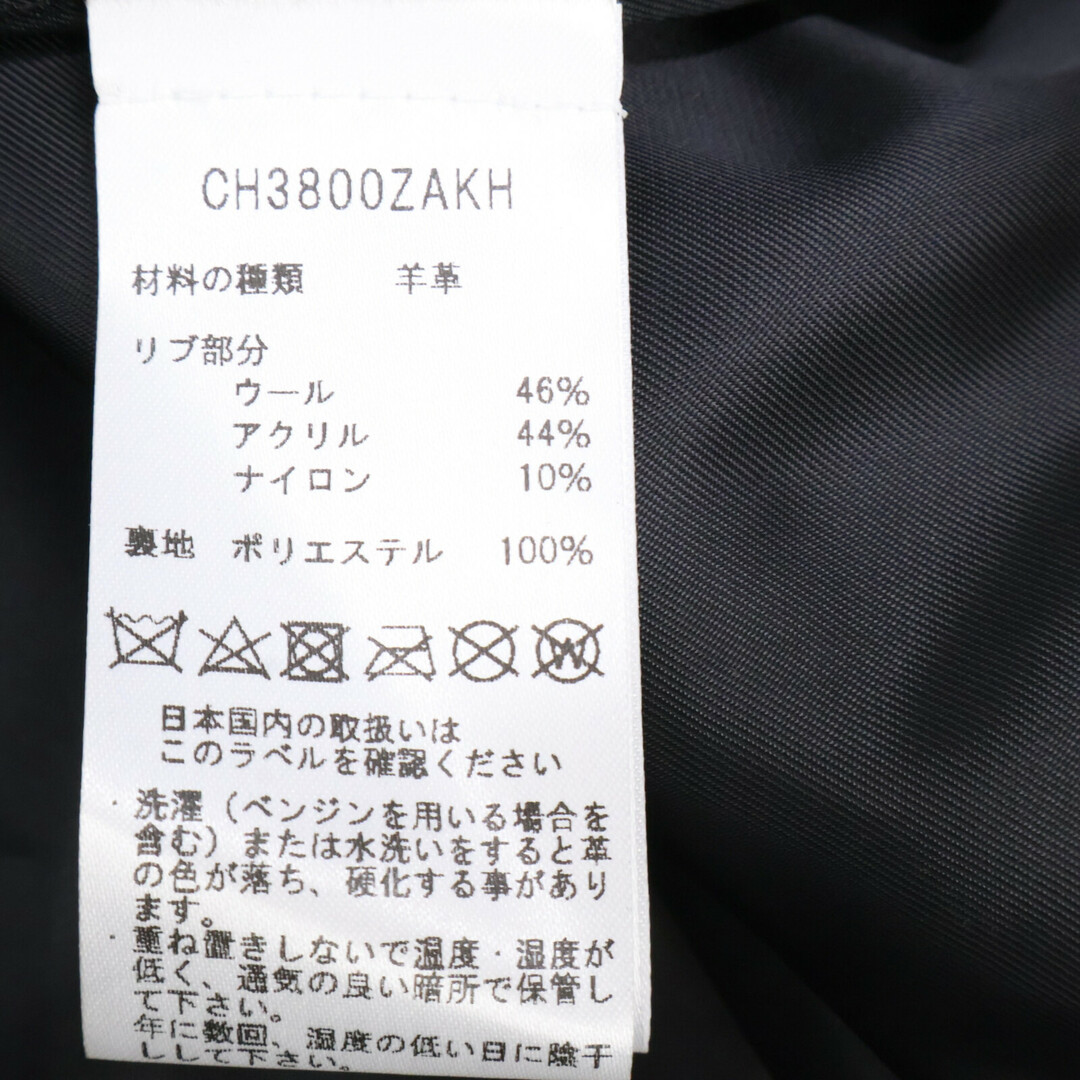 CH3800ZAKH
材料の種類 羊革
リブ部分
ウール 46%
アクリル 44%
ナイロン 10%
裏地 ポリエステル 100%
W
日本国内の取扱いは
このラベルを確認ください
・洗濯(ベンジンを用いる場合を
含む)または水洗いをすると革
の色が落ち、硬化する事があり
ます。
・重ね置きしないで温度・湿度が
低く、通気の良い暗所で保管し
て下さい。
年に数回、湿度の低い日に陰干
しして下さい。